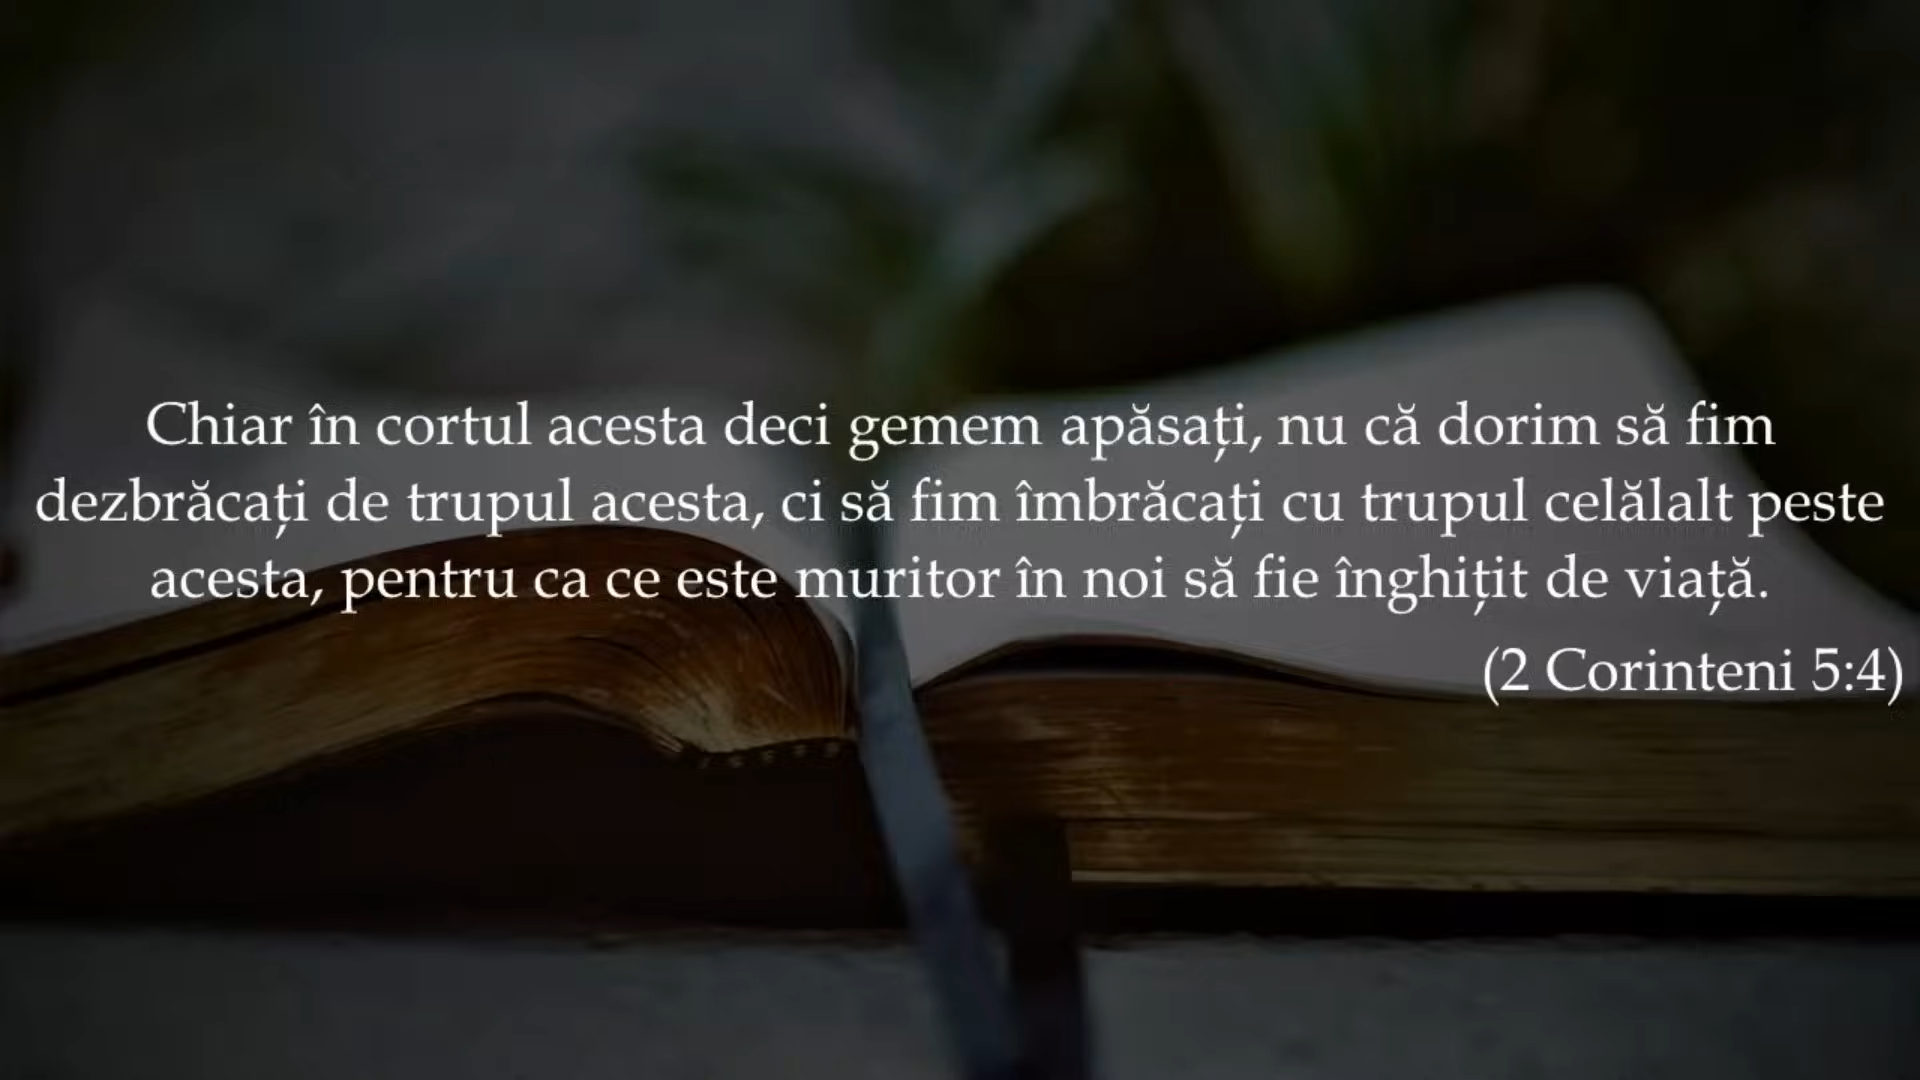 Chiar în cortul acesta deci gemem apăsați, nu că dorim să fim
dezbrăcați de trupul acesta, ci să fim îmbrăcați cu trupul celălalt peste
acesta, pentru ca ce este muritor în noi să fie înghițit de viață.
(2 Corinteni 5:4)